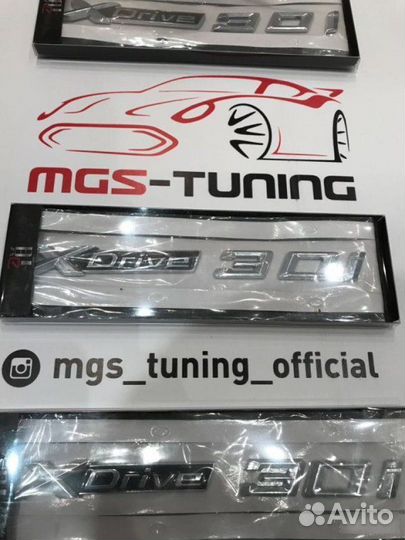 xDrive 30i
MGS-TUNING
xDrive 30i
mgs_tuning_official
xDrive 30i
Avito